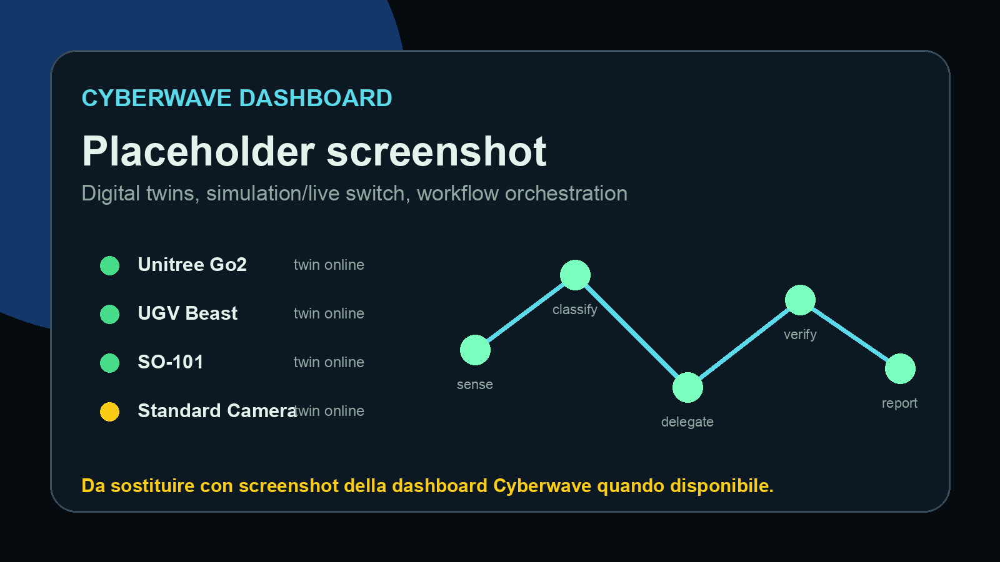 CYBERWAVE DASHBOARD
Placeholder screenshot
Digital twins, simulation/live switch, workflow orchestration
Unitree Go2 twin online
UGV Beast twin online
SO-101 twin online
Standard Camera twin online
classify
verify
sense
report
delegate
Da sostituire con screenshot della dashboard Cyberwave quando disponibile.